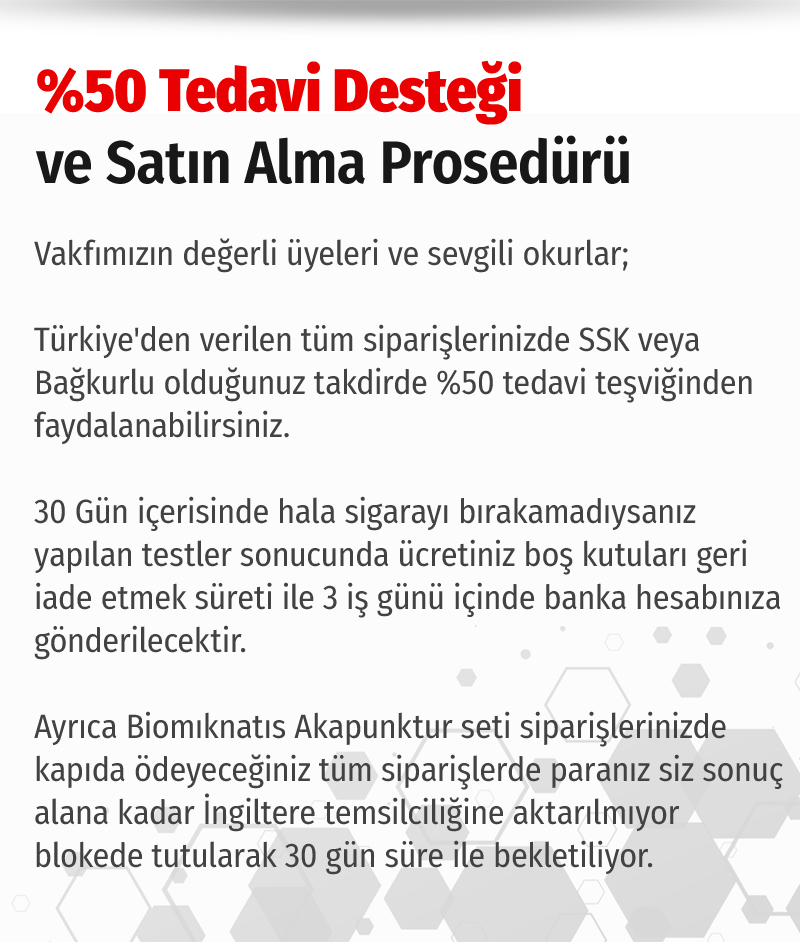 %50 Tedavi Desteği
ve Satın Alma Prosedürü
Vakfımızın değerli üyeleri ve sevgili okurlar;
Türkiye'den verilen tüm siparişlerinizde SSK veya
Bağkurlu olduğunuz takdirde %50 tedavi teşviğinden
faydalanabilirsiniz.
30 Gün içerisinde hala sigarayı bırakamadıysanız
yapılan testler sonucunda ücretiniz boş kutuları geri
iade etmek süreti ile 3 iş günü içinde banka hesabınıza
gönderilecektir.
Ayrıca Biomıknatıs Akapunktur seti siparişlerinizde
kapıda ödeyeceğiniz tüm siparişlerde paranız siz sonuç
alana kadar İngiltere temsilciliğine aktarılmıyor
blokede tutularak 30 gün süre ile bekletiliyor.